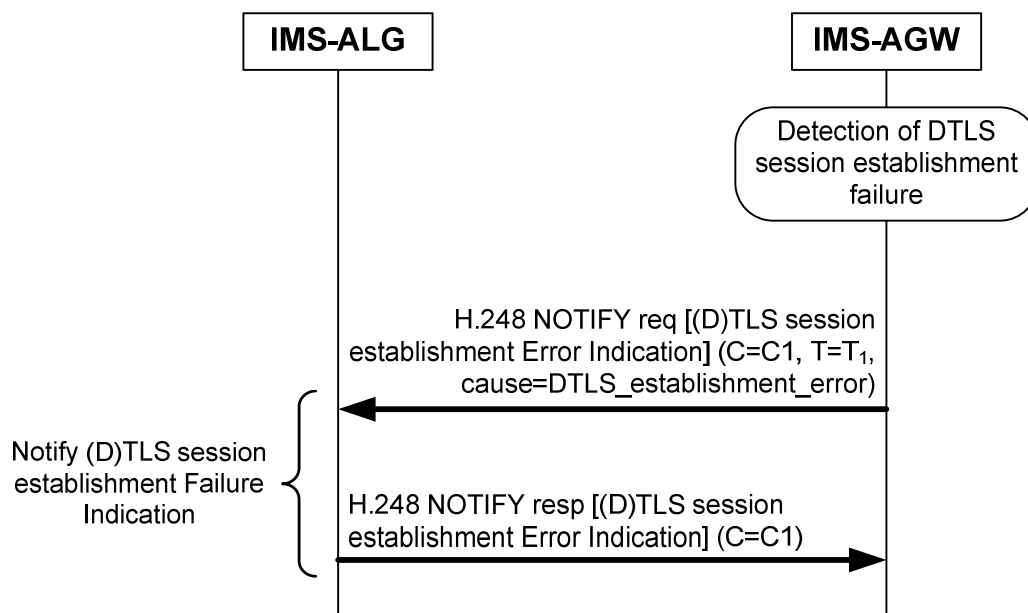 IMS-ALG
IMS-AGW
Detection of DTLS
session establishment
failure
H.248 NOTIFY req [(D)TLS session
establishment Error Indication] (C=C1, T=T₁,
cause=DTLS_establishment_error)
Notify (D)TLS session
establishment Failure
Indication
H.248 NOTIFY resp [(D)TLS session
establishment Error Indication] (C=C1)